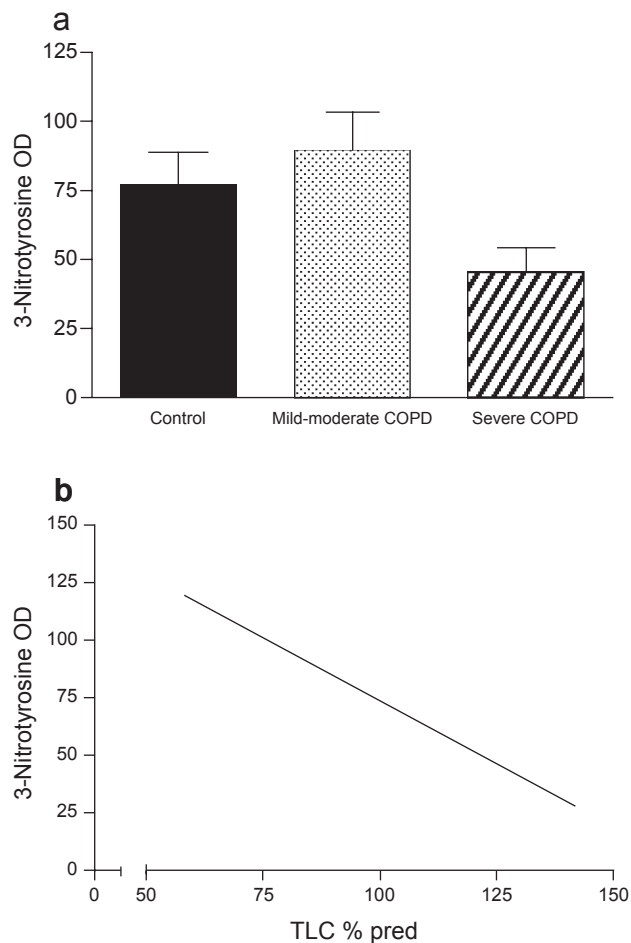 a
125
100
75
50
25
0
3-Nitrotyrosine OD
Control Mild-moderate COPD Severe COPD
b
150
125
100
75
50
25
0
3-Nitrotyrosine OD
0 50 75 100 125 150
TLC % pred